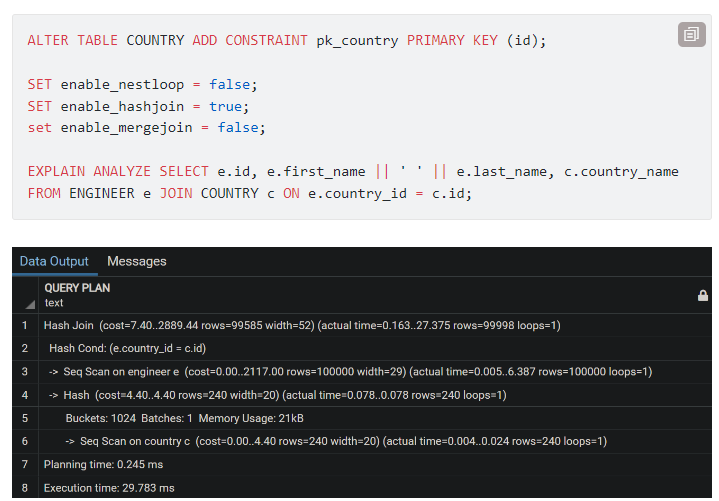 ALTER TABLE COUNTRY ADD CONSTRAINT pk_country PRIMARY KEY (id);
SET enable_nestloop = false;
SET enable_hashjoin = true;
set enable_mergejoin = false;
EXPLAIN ANALYZE SELECT e.id, e.first_name || ' ' || e.last_name, c.country_name
FROM ENGINEER e JOIN COUNTRY c ON e.country_id = c.id;
Data Output Messages
QUERY PLAN
text
1 Hash Join (cost=7.40..2889.44 rows=99585 width=52) (actual time=0.163..27.375 rows=99998 loops=1)
2 Hash Cond: (e.country_id = c.id)
3 -> Seq Scan on engineer e (cost=0.00..2117.00 rows=100000 width=29) (actual time=0.005..6.387 rows=100000 loops=1)
4 -> Hash (cost=4.40..4.40 rows=240 width=20) (actual time=0.078..0.078 rows=240 loops=1)
5 Buckets: 1024 Batches: 1 Memory Usage: 21kB
6 -> Seq Scan on country c (cost=0.00..4.40 rows=240 width=20) (actual time=0.004..0.024 rows=240 loops=1)
7 Planning time: 0.245 ms
8 Execution time: 29.783 ms